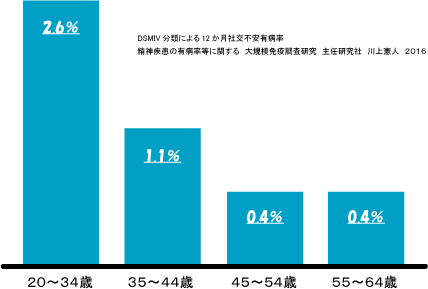 2.6%
DSMIV 分類による 12 か月社交不安有病率
精神疾患の有病率等に関する 大規模免疫調査研究 主任研究社 川上憲人 2016
1.1%
0.4%
0.4%
20〜34歳
35〜44歳
45〜54歳
55〜64歳